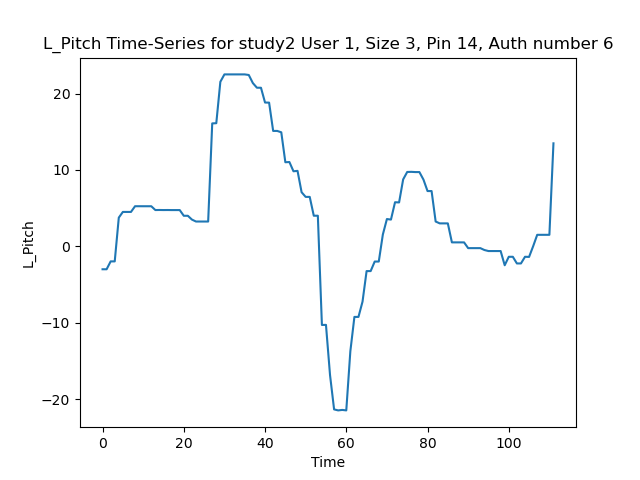 L_Pitch Time-Series for study2 User 1, Size 3, Pin 14, Auth number 6
20
10
0
−10
−20
L_Pitch
0 20 40 60 80 100
Time